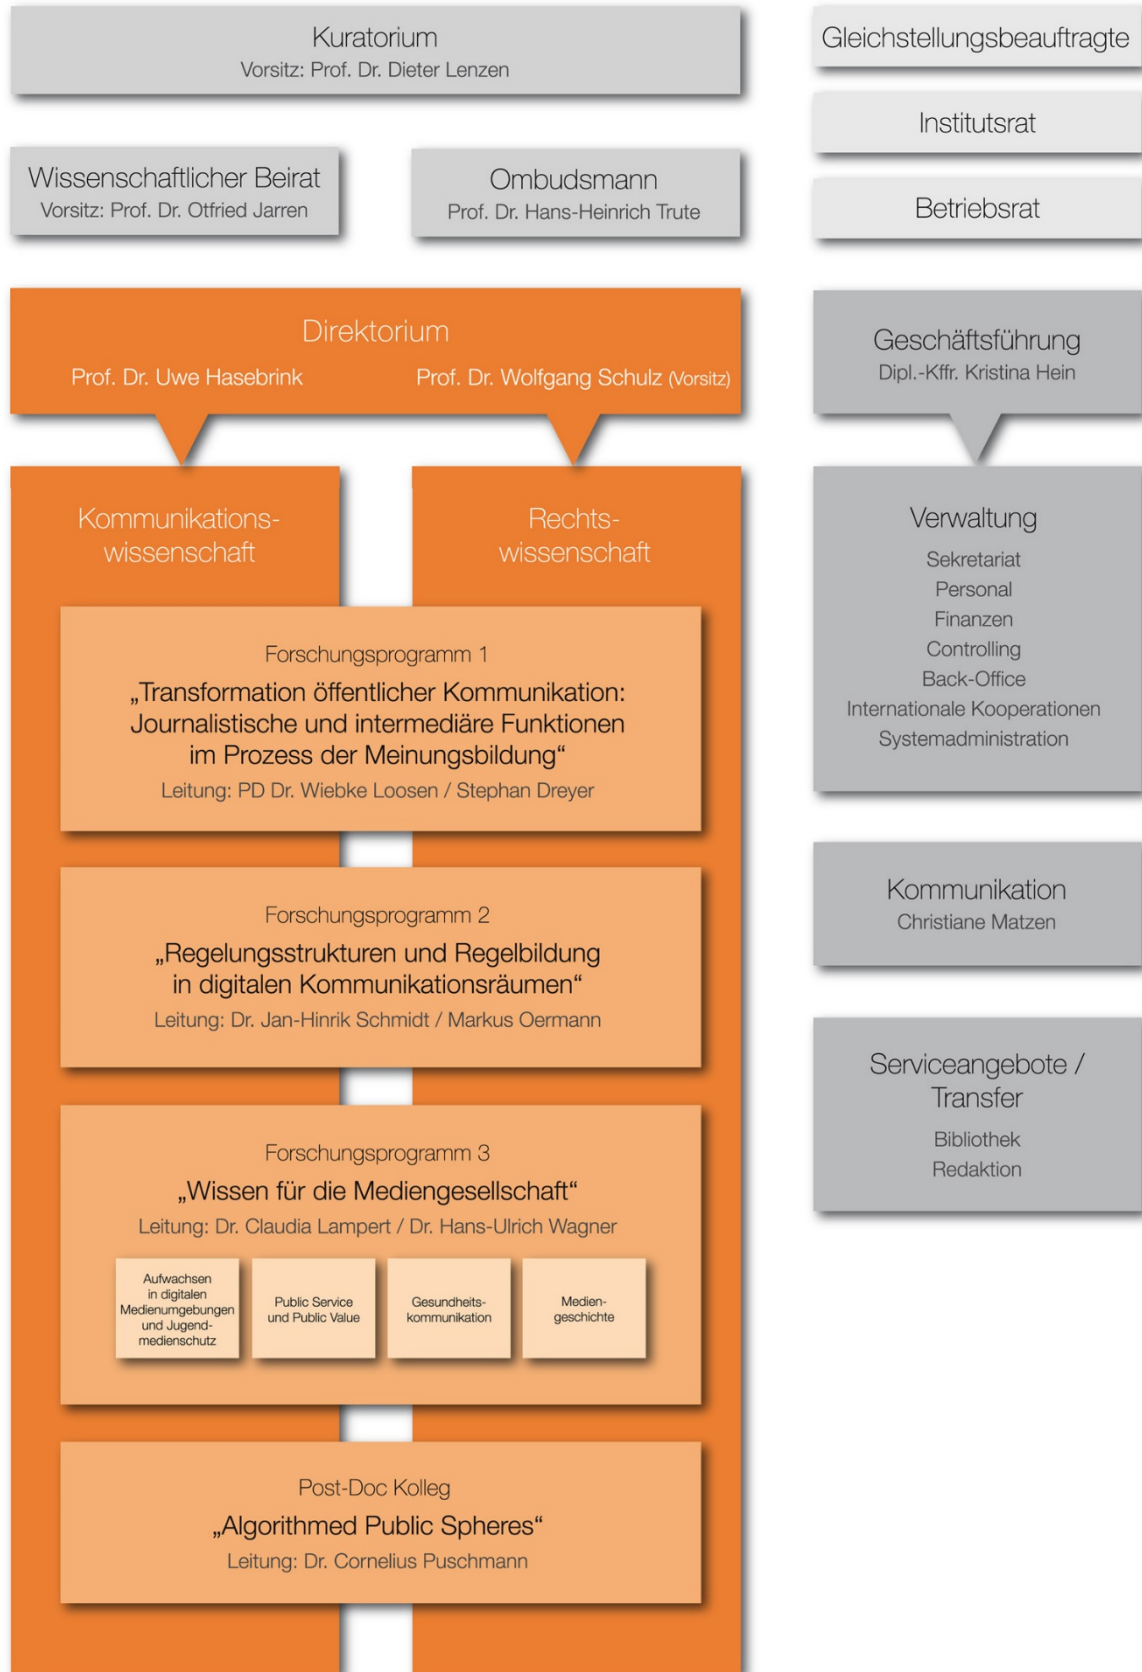 Kuratorium
Vorsitz: Prof. Dr. Dieter Lenzen
Wissenschaftlicher Beirat
Vorsitz: Prof. Dr. Otfried Jarren
Ombudsmann
Prof. Dr. Hans-Heinrich Trute
Direktorium
Prof. Dr. Uwe Hasebrink
Prof. Dr. Wolfgang Schulz (Vorsitz)
Kommunikations-
wissenschaft
Rechts-
wissenschaft
Forschungsprogramm 1
„Transformation öffentlicher Kommunikation:
Journalistische und intermediäre Funktionen
im Prozess der Meinungsbildung“
Leitung: PD Dr. Wiebke Loosen / Stephan Dreyer
Forschungsprogramm 2
„Regelungsstrukturen und Regelbildung
in digitalen Kommunikationsräumen“
Leitung: Dr. Jan-Hinrik Schmidt / Markus Oermann
Forschungsprogramm 3
„Wissen für die Mediengesellschaft“
Leitung: Dr. Claudia Lampert / Dr. Hans-Ulrich Wagner
Aufwachsen
in digitalen
Medienumgebungen
und Jugend-
medienschutz
Public Service
und Public Value
Gesundheits-
kommunikation
Medien-
geschichte
Post-Doc Kolleg
„Algorithmed Public Spheres“
Leitung: Dr. Cornelius Puschmann
Gleichstellungsbeauftragte
Institutsrat
Betriebsrat
Geschäftsführung
Dipl.-Kffr. Kristina Hein
Verwaltung
Sekretariat
Personal
Finanzen
Controlling
Back-Office
Internationale Kooperationen
Systemadministration
Kommunikation
Christiane Matzen
Serviceangebote /
Transfer
Bibliothek
Redaktion